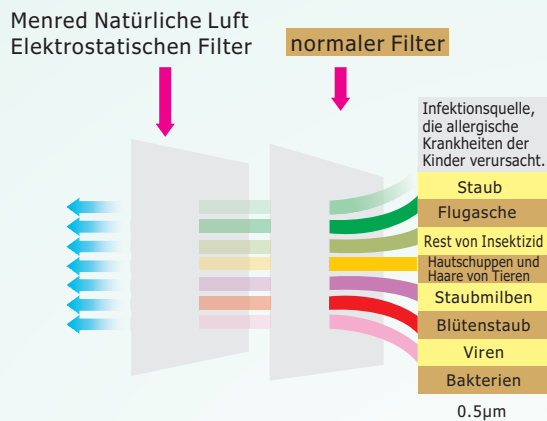 Menred Natürliche Luft
Elektrostatischen Filter
normaler Filter
Infektionsquelle,
die allergische
Krankheiten der
Kinder verursacht.
Staub
Flugasche
Rest von Insektizid
Hautschuppen und
Haare von Tieren
Staubmilben
Blütenstaub
Viren
Bakterien
0.5μm